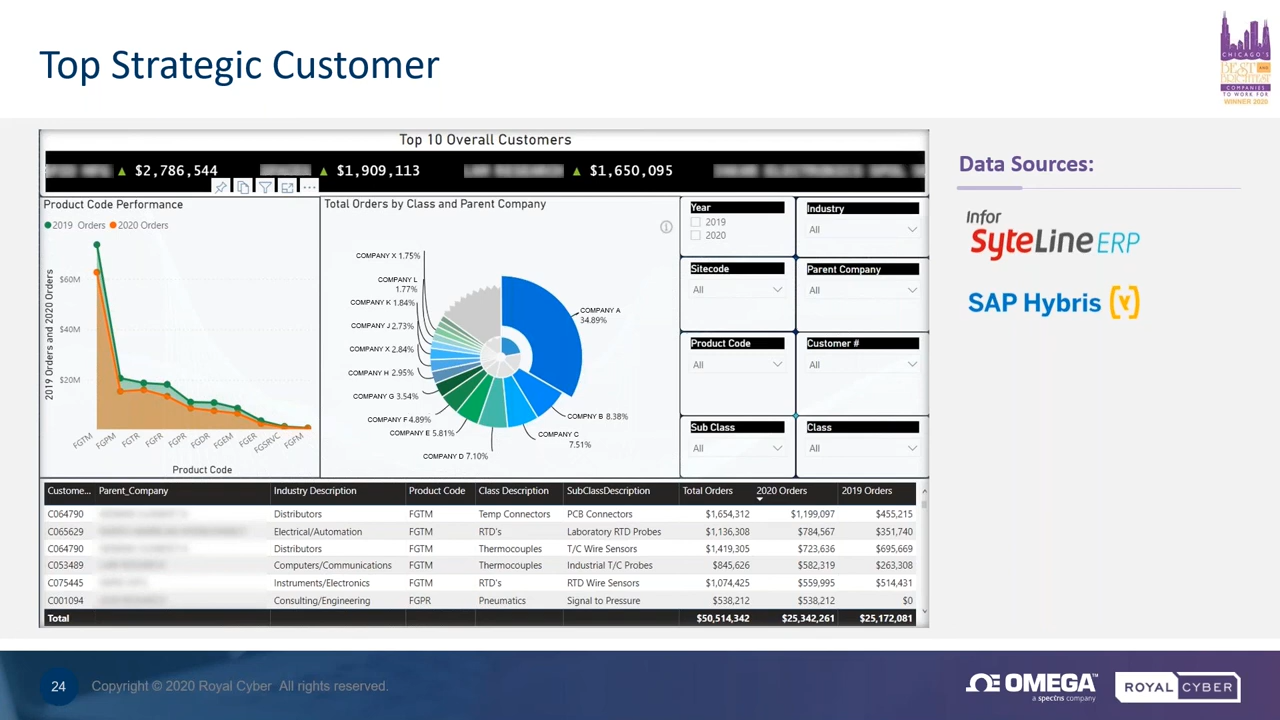 Top Strategic Customer
CHICAGO'S
BEST AND
BRIGHTEST
COMPANIES
TO WORK FOR
WINNER 2020
Top 10 Overall Customers
▲ $2,786,544 ▲ $1,909,113 ▲ $1,650,095
Product Code Performance
2019 Orders 2020 Orders
2019 Orders and 2020 Orders
$60M
$40M
$20M
FGTM FGPM FGTR FGFR FGPR FGDR FGEM FGER FGSRVC FGFM
Product Code
Total Orders by Class and Parent Company
COMPANY X 1.75%
COMPANY L
1.77%
COMPANY K 1.84%
COMPANY J 2.73%
COMPANY X 2.84%
COMPANY H 2.95%
COMPANY G 3.54%
COMPANY F 4.89%
COMPANY E 5.81%
COMPANY D 7.10%
COMPANY A
34.89%
COMPNY B 8.38%
COMPANY C
7.51%
Year
2019
2020
Industry
All
Sitecode
All
Parent Company
All
Product Code
All
Customer #
All
Sub Class
All
Class
All
Custome... Parent_Company Industry Description Product Code Class Description SubClassDescription Total Orders 2020 Orders 2019 Orders
C064790 Distributors FGTM Temp Connectors PCB Connectors $1,654,312 $1,199,097 $455,215
C065629 Electrical/Automation FGTM RTD's Laboratory RTD Probes $1,136,308 $784,567 $351,740
C064790 Distributors FGTM Thermocouples T/C Wire Sensors $1,419,305 $723,636 $695,669
C053489 Computers/Communications FGTM Thermocouples Industrial T/C Probes $845,626 $582,319 $263,308
C075445 Instruments/Electronics FGTM RTD's RTD Wire Sensors $1,074,425 $559,995 $514,431
C001094 Consulting/Engineering FGPR Pneumatics Signal to Pressure $538,212 $538,212 $0
Total $50,514,342 $25,342,261 $25,172,081
Data Sources:
Infor
SyteLine ERP
SAP Hybris
24 Copyright © 2020 Royal Cyber All rights reserved.
OMEGA™
a spectris company
ROYAL CYBER